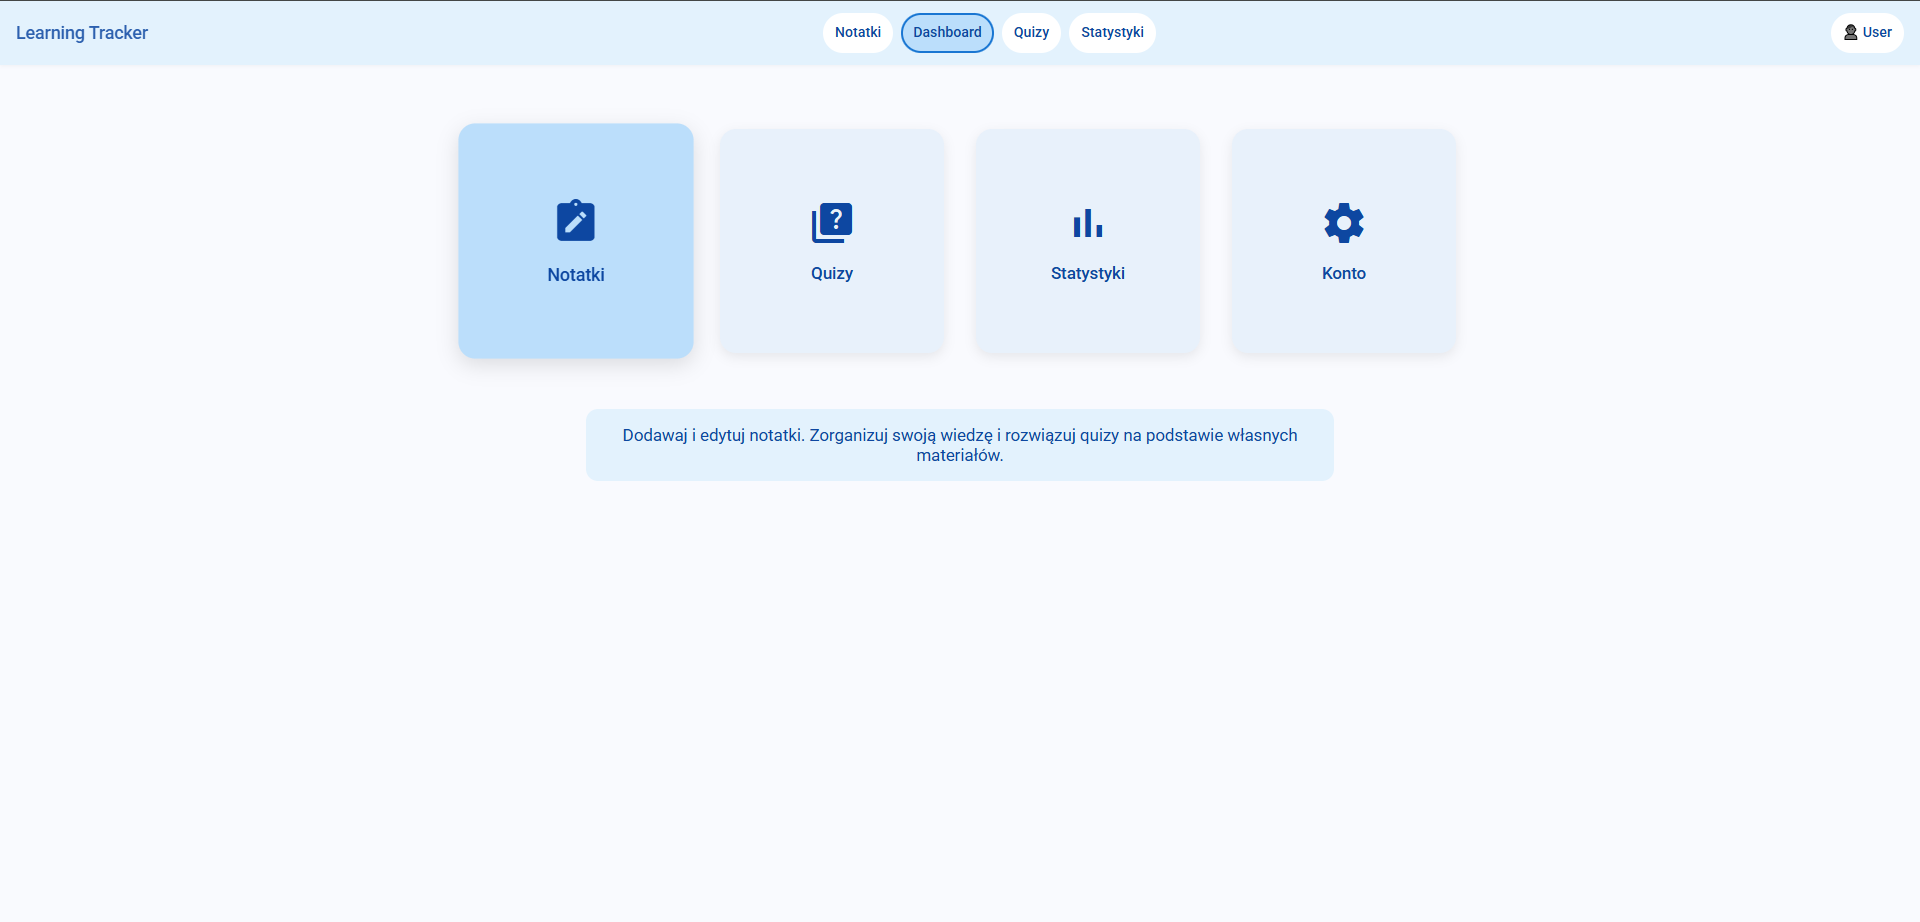 Learning Tracker
Notatki
Dashboard
Quizy
Statystyki
User
Notatki
Quizy
Statystyki
Konto
Dodawaj i edytuj notatki. Zorganizuj swoją wiedzę i rozwiązuj quizy na podstawie własnych
materiałów.